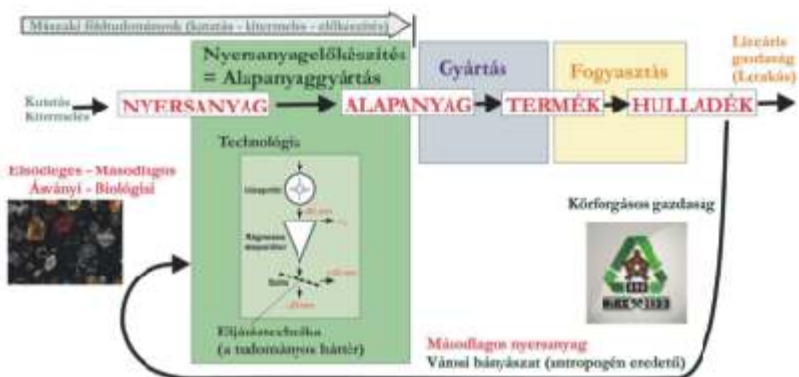 Műszaki földtudományok (kutatás - kitermelés - előkészítés)
Nyersanyagelőkészítés
= Alapanyaggyártás
Gyártás
Fogyasztás
Lineáris
gazdaság
(Lerakás)
Kutatás
Kitermelés
NYERSANYAG
ALAPANYAG
TERMÉK
HULLADÉK
Elsődleges - Másodlagos
Ásványi - Biológiai
Technológia
Szita
Eljárástechnika
(a tudományos háttér)
Körforgásos gazdaság
Másodlagos nyersanyag
Városi bányászat (antropogén eredetű)